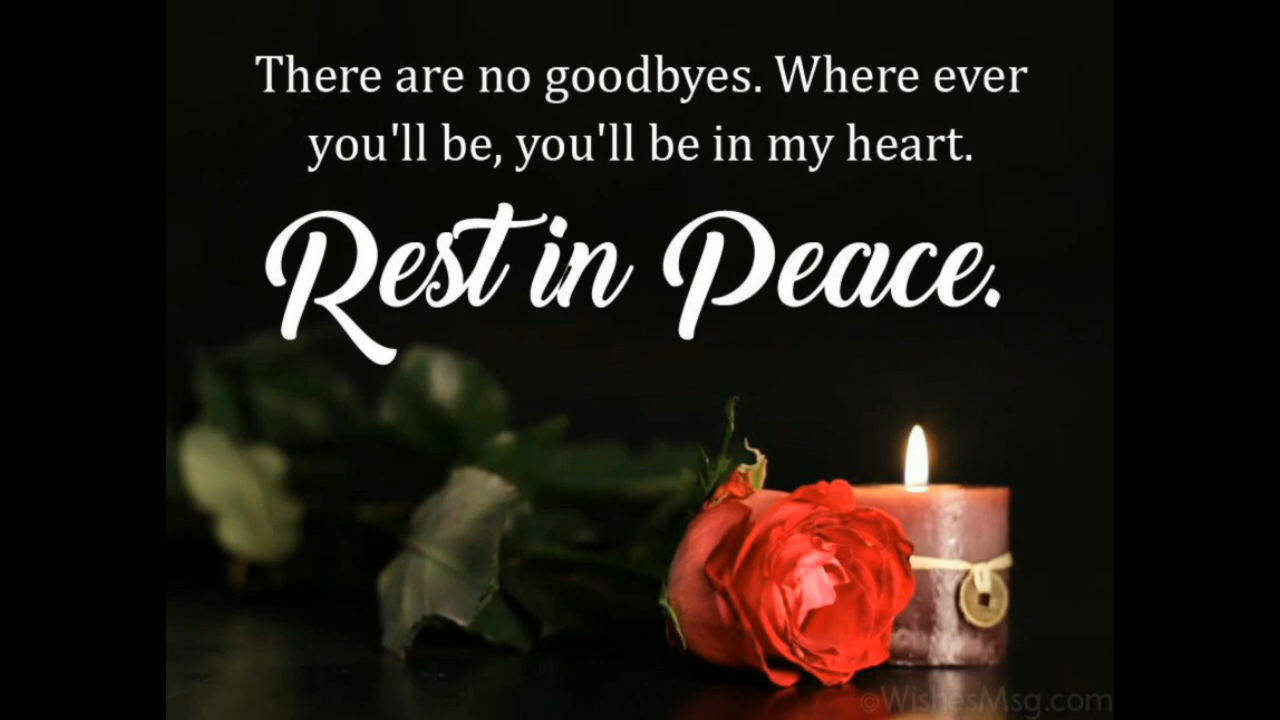 There are no goodbyes. Where ever
you'll be, you'll be in my heart.
Rest in Peace.
©WishesMsg.com